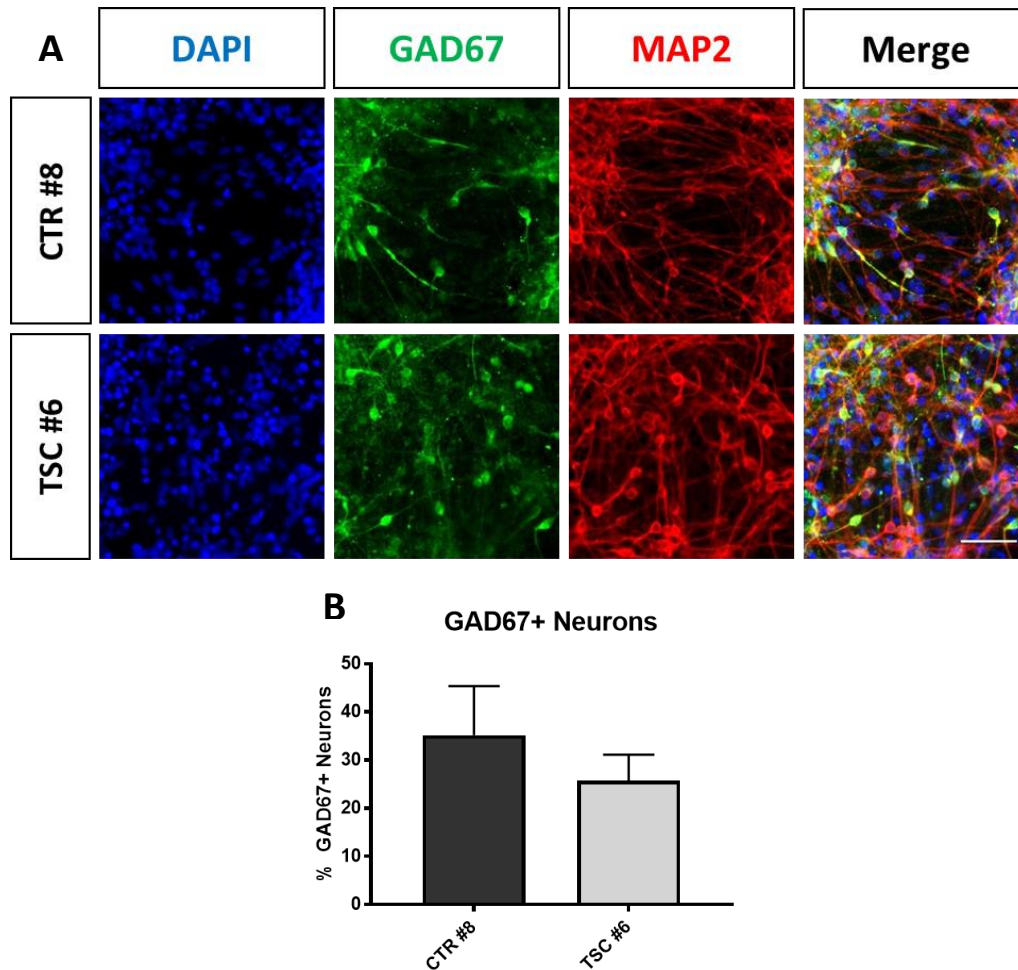 A
DAPI
GAD67
MAP2
Merge
CTR #8
TSC #6
B
GAD67+ Neurons
% GAD67+ Neurons
50
40
30
20
10
0
CTR #8
TSC #6